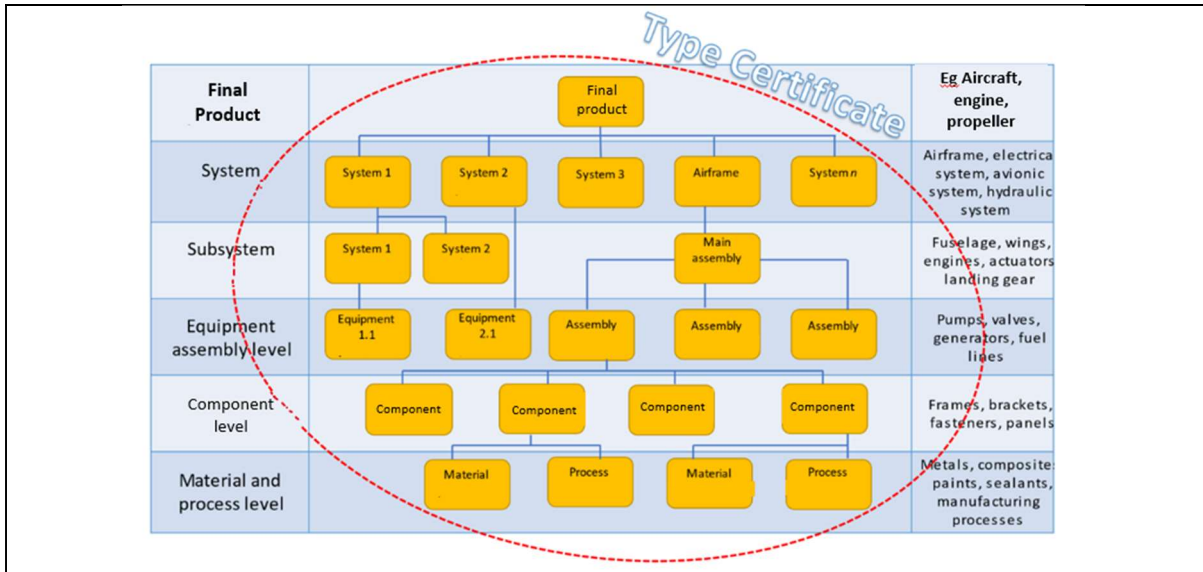 Type Certificate
Final
Product
Final
product
Eg Aircraft,
engine,
propeller
System
System 1
System 2
System 3
Airframe
System n
Airframe, electrica
system, avionic
system, hydraulic
system
Subsystem
System 1
System 2
Main
assembly
Fuselage, wings,
engines, actuators
landing gear
Equipment
assembly level
Equipment
1.1
Equipment
2.1
Assembly
Assembly
Assembly
Pumps, valves,
generators, fuel
lines
Component
level
Component
Component
Component
Component
Frames, brackets,
fasteners, panels
Material and
process level
Material
Process
Material
Process
Metals, composite
paints, sealants,
manufacturing
processes